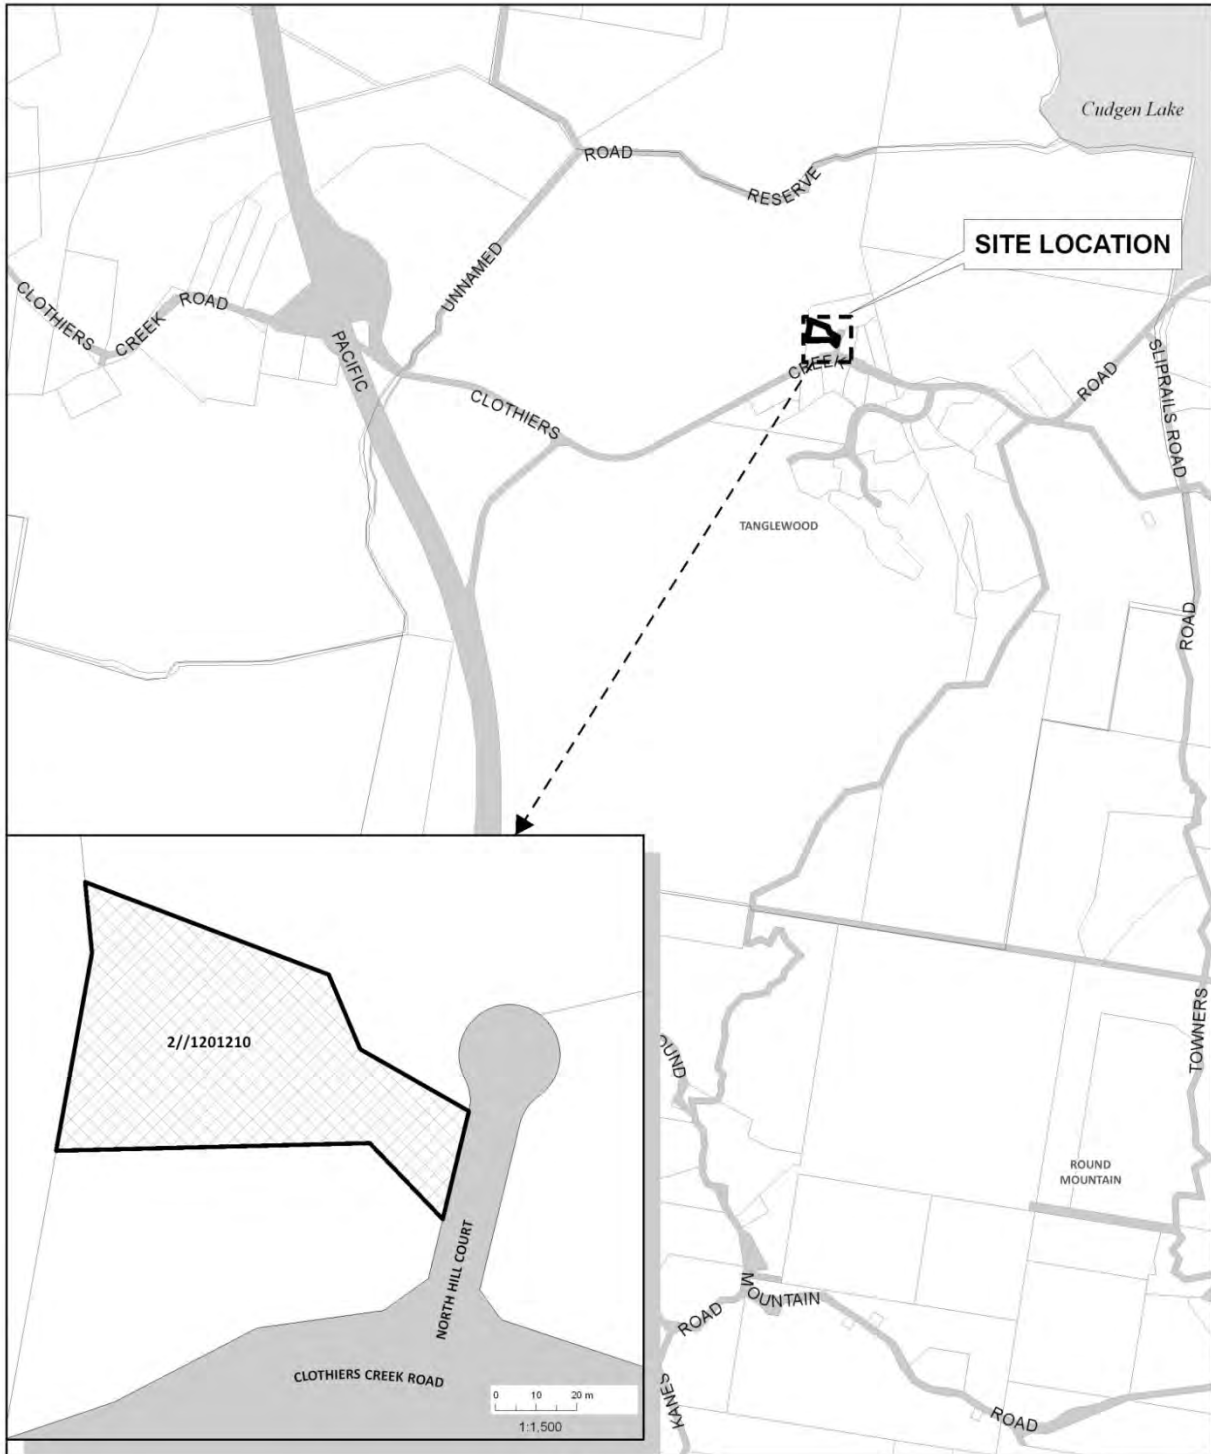 Cudgen Lake
ROAD
RESERVE
SITE LOCATION
UNNAMED
CLOTHIERS
CREEK
ROAD
PACIFIC
CREEK
CLOTHIERS
ROAD
SLIPRAILS ROAD
TANGLEWOOD
ROAD
TOWNERS
OUND
ROUND
MOUNTAIN
MOUNTAIN
ROAD
KANES
ROAD
2//1201210
NORTH HILL COURT
CLOTHIERS CREEK ROAD
0 10 20 m
1:1,500